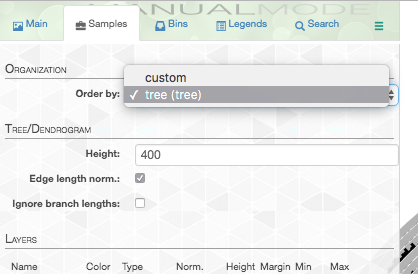 MANUAL MODE
Main Samples Bins Legends Search
Organization
custom
Order by: ✓ tree (tree)
Tree/Dendrogram
Height: 400
Edge length norm.:
Ignore branch lengths:
Layers
Name Color Type Norm. Height Margin Min Max